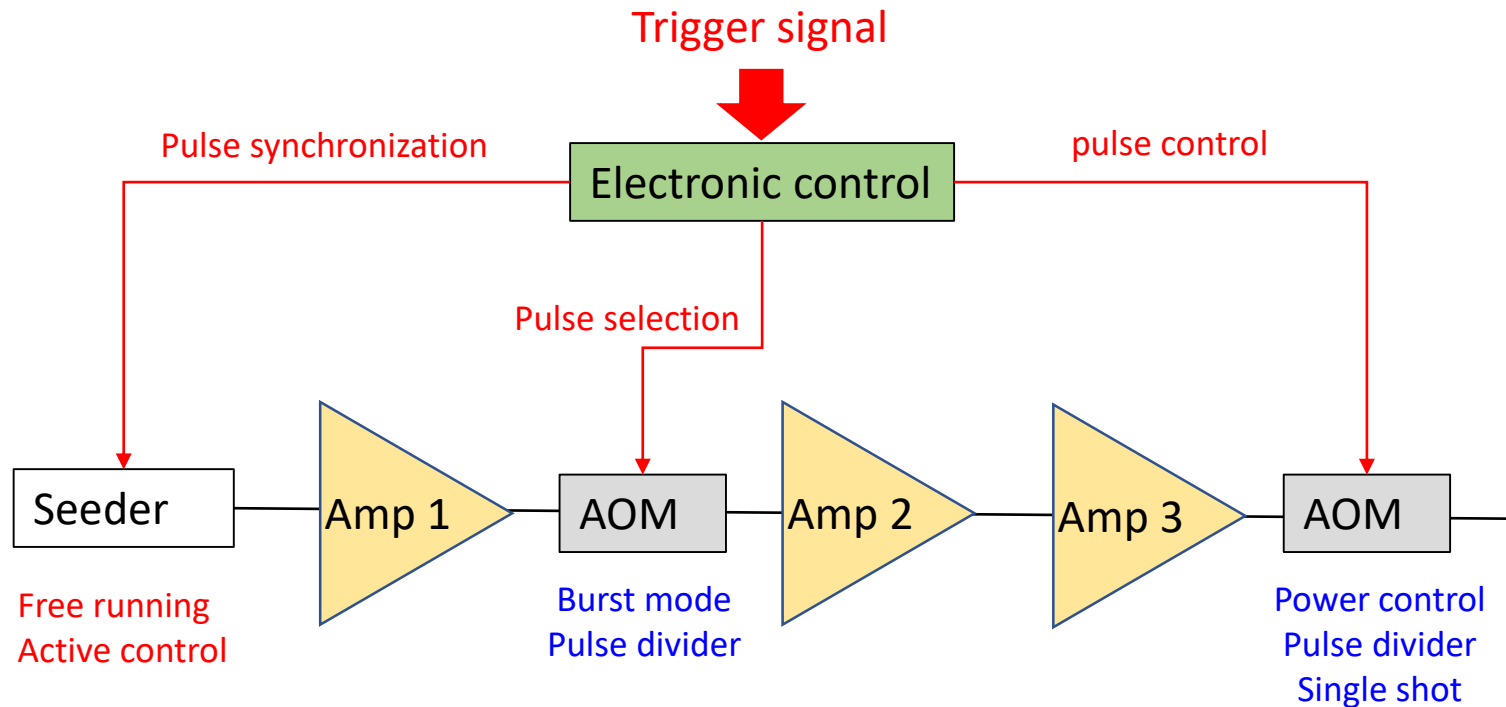 Trigger signal
Pulse synchronization
pulse control
Electronic control
Pulse selection
Seeder
Amp 1
AOM
Amp 2
Amp 3
AOM
Free running
Active control
Burst mode
Pulse divider
Power control
Pulse divider
Single shot